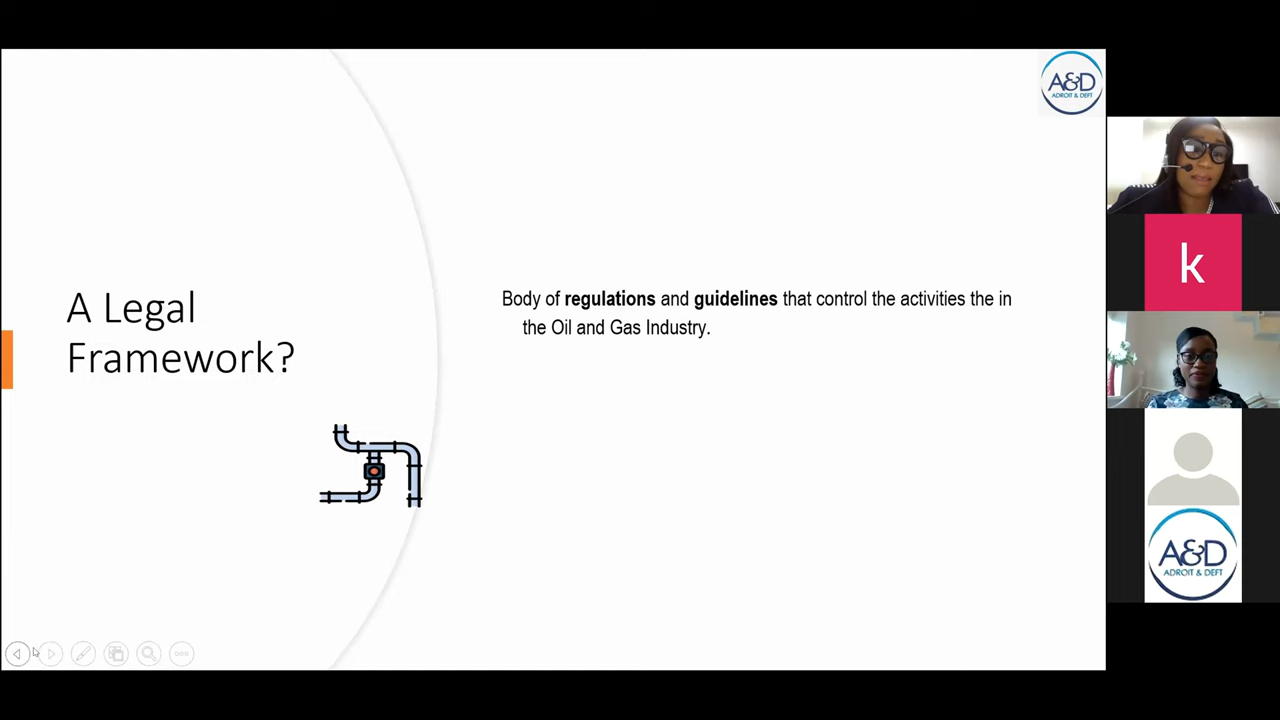 A&D
ADROIT & DEFT
A Legal
Framework?
Body of regulations and guidelines that control the activities the in
the Oil and Gas Industry.
k
A&D
ADROIT & DEFT